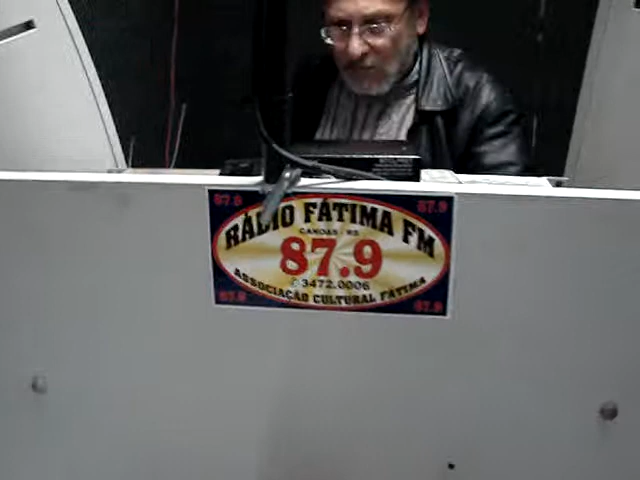 87.9 87.9
RÁDIO FÁTIMA FM
CANOAS - RS
87.9
3472.0006
ASSOCIAÇÃO CULTURAL FÁTIMA
87.9 87.9